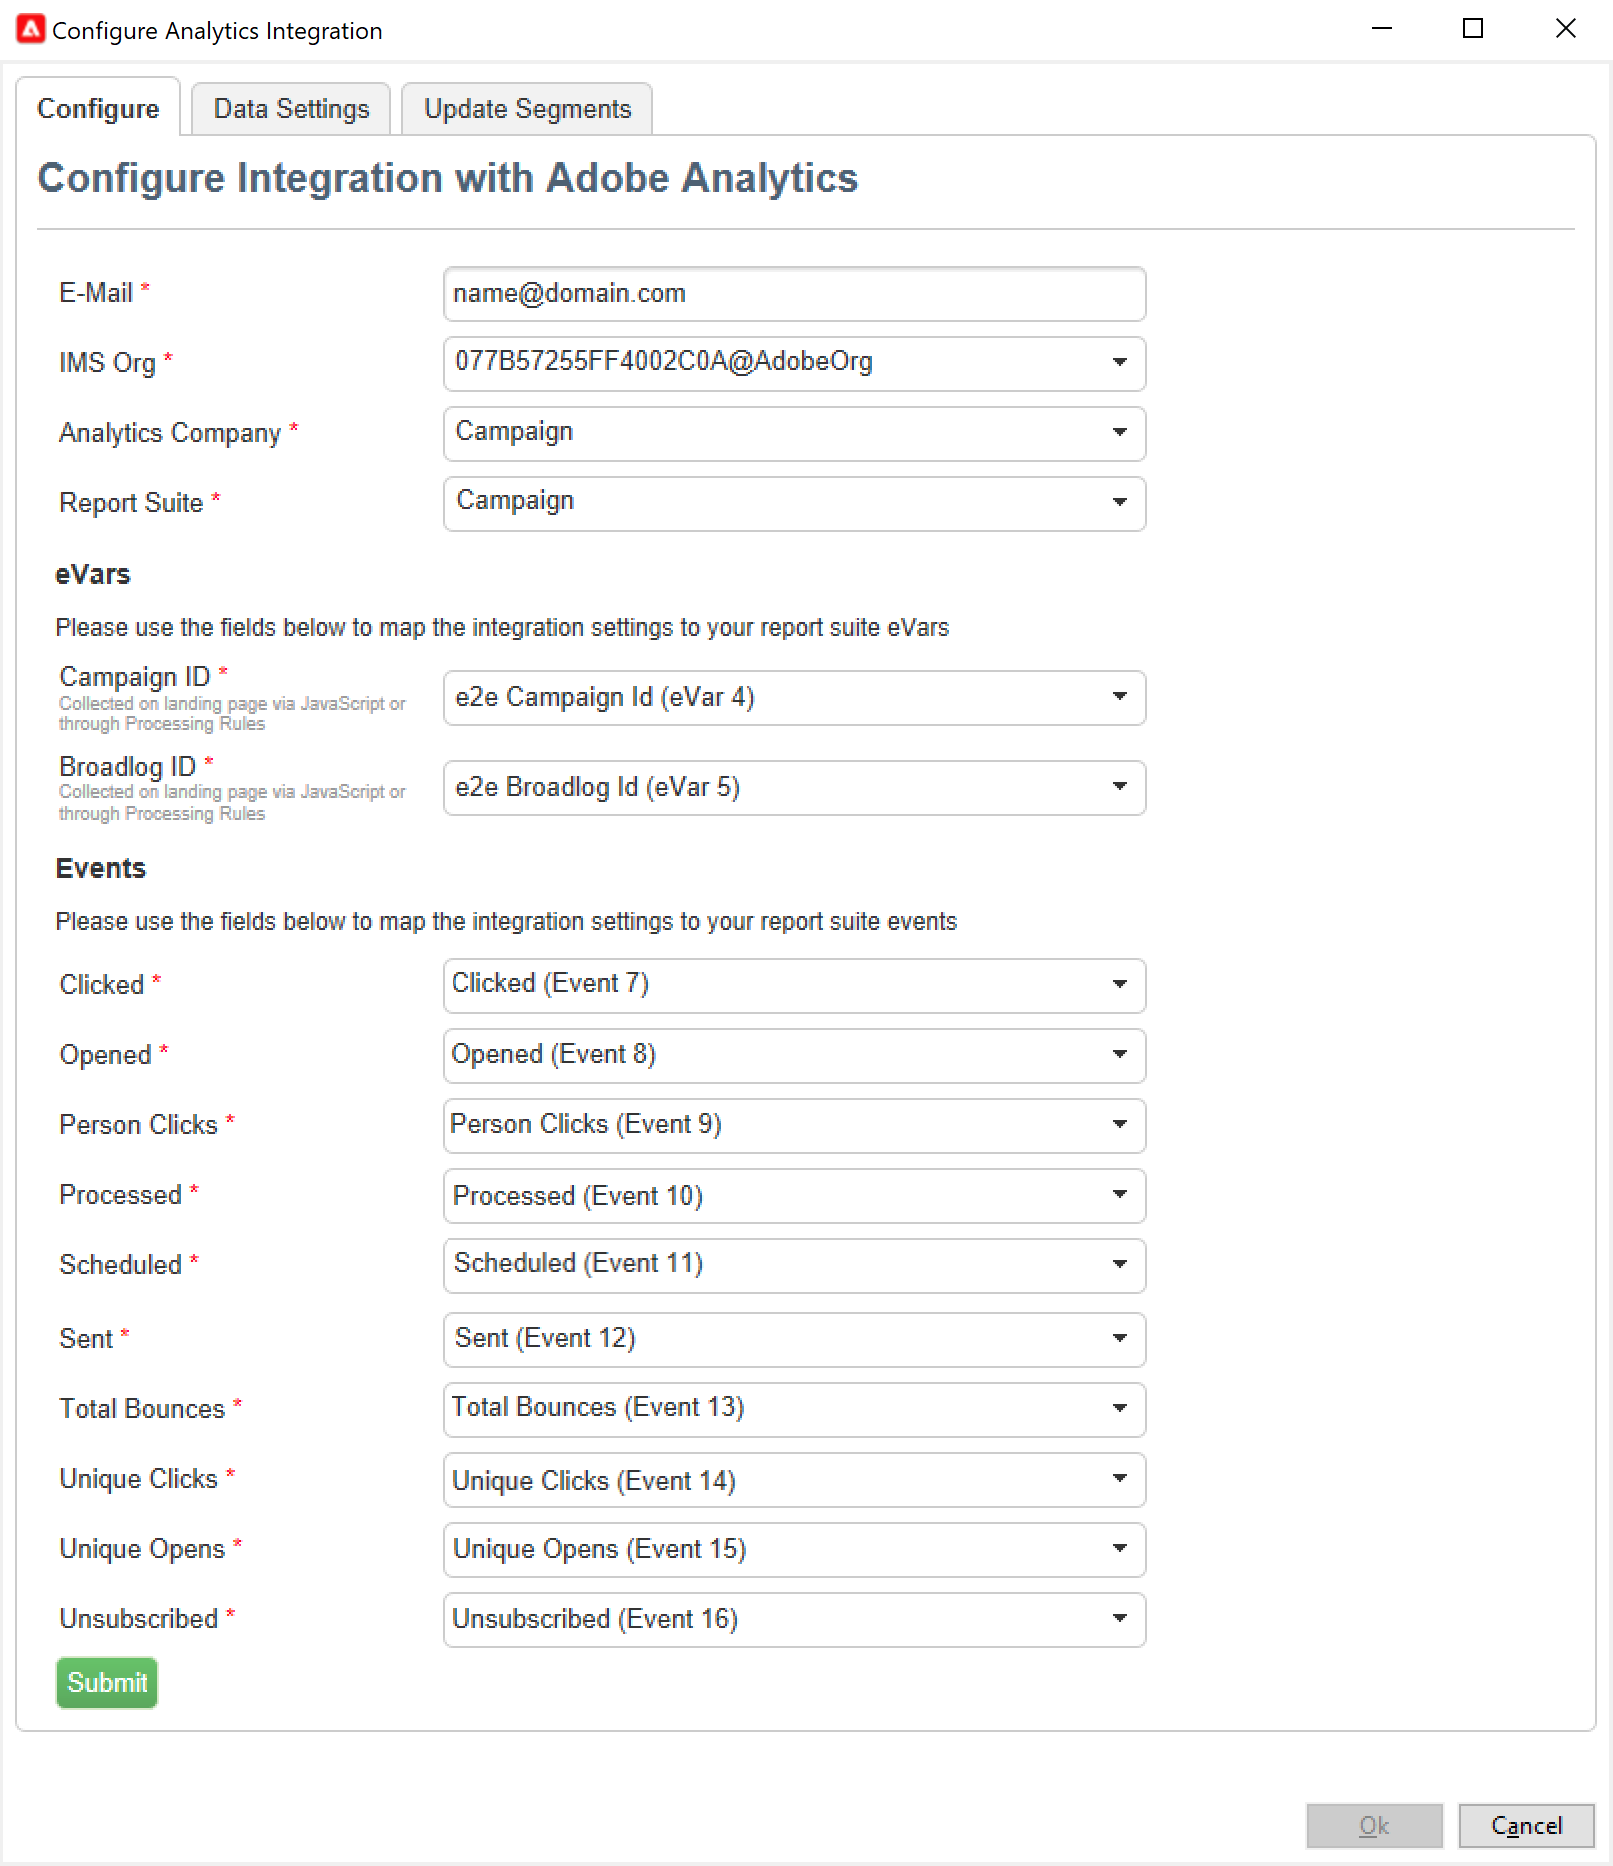 Configure Analytics Integration
Configure Data Settings Update Segments
Configure Integration with Adobe Analytics
E-Mail * name@domain.com
IMS Org * 077B57255FF4002C0A@AdobeOrg
Analytics Company * Campaign
Report Suite * Campaign
eVars
Please use the fields below to map the integration settings to your report suite eVars
Campaign ID * e2e Campaign Id (eVar 4)
Collected on landing page via JavaScript or
through Processing Rules
Broadlog ID * e2e Broadlog Id (eVar 5)
Collected on landing page via JavaScript or
through Processing Rules
Events
Please use the fields below to map the integration settings to your report suite events
Clicked * Clicked (Event 7)
Opened * Opened (Event 8)
Person Clicks * Person Clicks (Event 9)
Processed * Processed (Event 10)
Scheduled * Scheduled (Event 11)
Sent * Sent (Event 12)
Total Bounces * Total Bounces (Event 13)
Unique Clicks * Unique Clicks (Event 14)
Unique Opens * Unique Opens (Event 15)
Unsubscribed * Unsubscribed (Event 16)
Submit
Ok Cancel